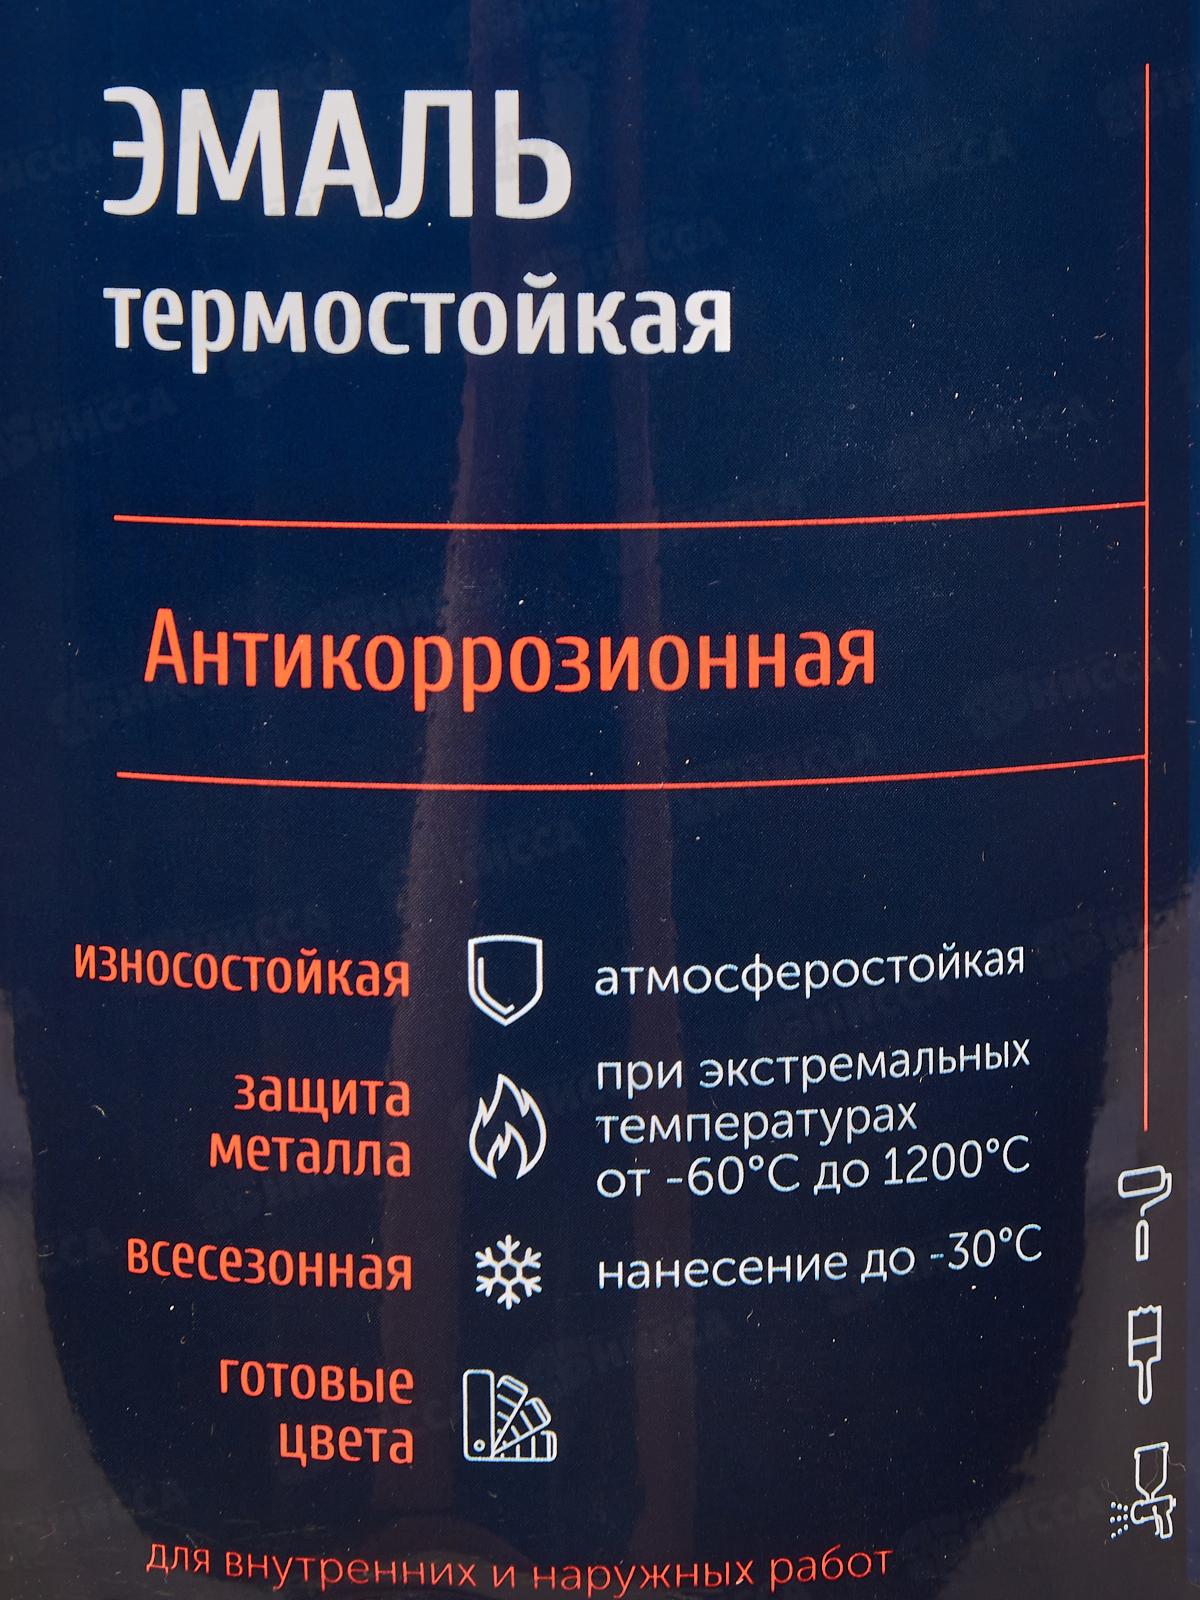 ЭМАЛЬ
термостойкая
Антикоррозионная
износостойкая
атмосферостойкая
защита
металла
при экстремальных
температурах
от -60°C до 1200°C
всесезонная
нанесение до -30°C
готовые
цвета
для внутренних и наружных работ